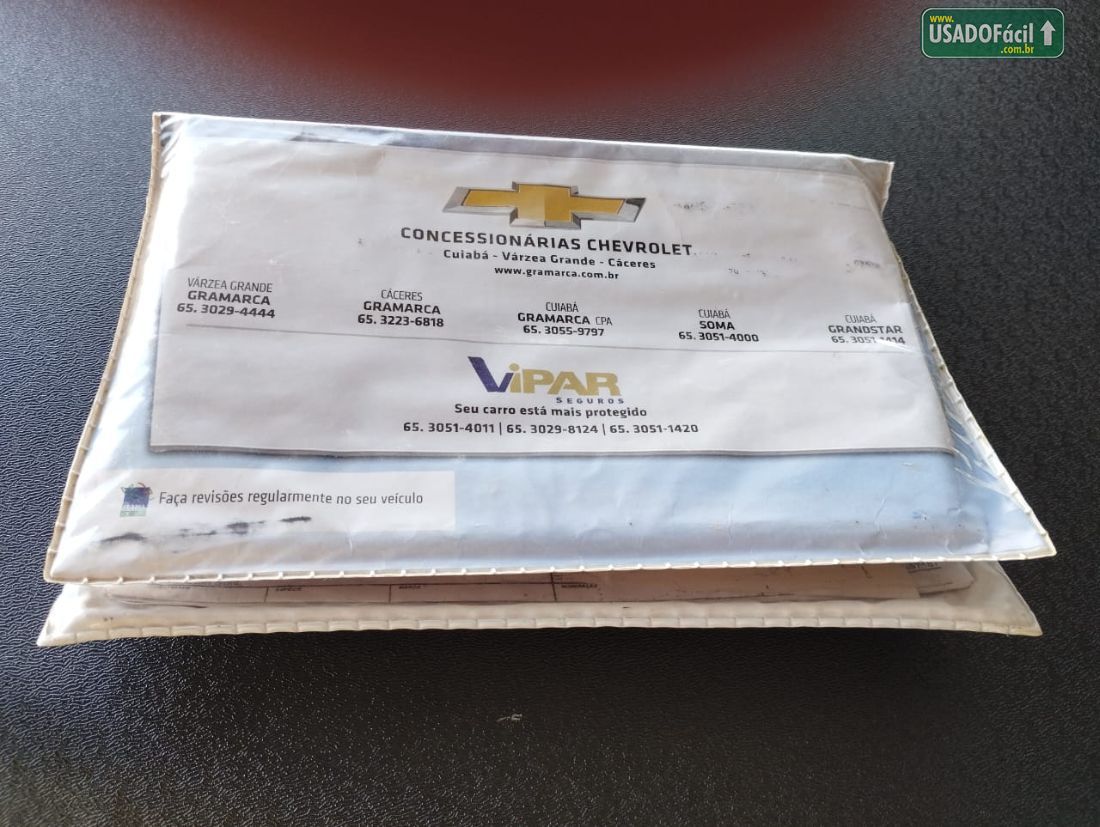 www.
USADOFácil
.com.br
CONCESSIONÁRIAS CHEVROLET
Cuiabá - Várzea Grande - Cáceres
www.gramarca.com.br
VÁRZEA GRANDE
GRAMARCA
65. 3029-4444
CÁCERES
GRAMARCA
65. 3223-6818
CUIABÁ
GRAMARCA CPA
65. 3055-9797
CUIABÁ
SOMA
65. 3051-4000
CUIABÁ
GRANDSTAR
65. 3051-1414
ViPAR
SEGUROS
Seu carro está mais protegido
65. 3051-4011 | 65. 3029-8124 | 65. 3051-1420
Faça revisões regularmente no seu veículo